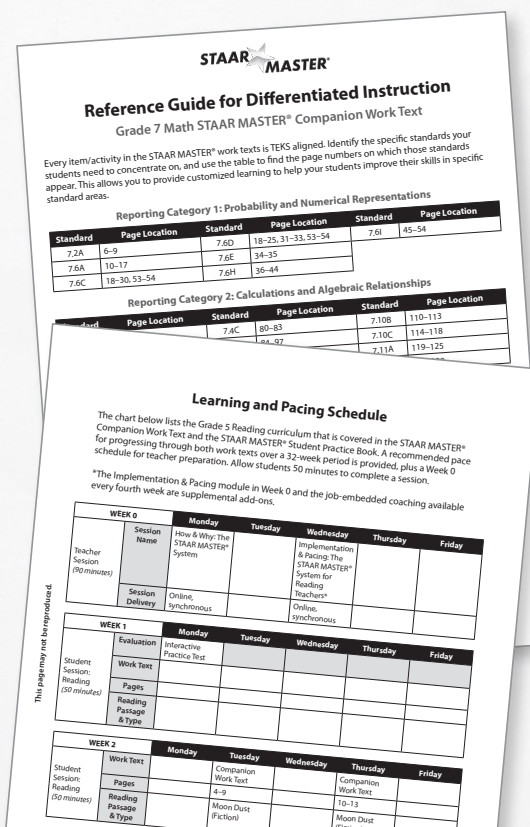 STAAR MASTER®
Reference Guide for Differentiated Instruction
Grade 7 Math STAAR MASTER® Companion Work Text
Every item/activity in the STAAR MASTER® work texts is TEKS aligned. Identify the specific standards your
students need to concentrate on, and use the table to find the page numbers on which those standards
appear. This allows you to provide customized learning to help your students improve their skills in specific
standard areas.
Reporting Category 1: Probability and Numerical Representations
Standard Page Location Standard Page Location Standard Page Location
7.2A 6–9 7.6D 18–25, 31–33, 53–54 7.6I 45–54
7.6A 10–17 7.6E 34–35
7.6C 18–30, 53–54 7.6H 36–44
Reporting Category 2: Calculations and Algebraic Relationships
Page Location Standard Page Location Standard Page Location
7.4C 80–83 7.10B 110–113
7.10C 114–118
7.11A 119–125
Learning and Pacing Schedule
The chart below lists the Grade 5 Reading curriculum that is covered in the STAAR MASTER®
Companion Work Text and the STAAR MASTER® Student Practice Book. A recommended pace
for progressing through both work texts over a 32-week period is provided, plus a Week 0
schedule for teacher preparation. Allow students 50 minutes to complete a session.
*The Implementation & Pacing module in Week 0 and the job-embedded coaching available
every fourth week are supplemental add-ons.
WEEK 0 Monday Tuesday Wednesday Thursday Friday
Teacher
Session
(90 minutes)
Session
Name
How & Why: The
STAAR MASTER®
System
Implementation
& Pacing: The
STAAR MASTER®
System for
Reading
Teachers*
Session
Delivery
Online,
synchronous
Online,
synchronous
WEEK 1 Monday Tuesday Wednesday Thursday Friday
Student
Session:
Reading
(50 minutes)
Evaluation
Interactive
Practice Test
Work Text
Pages
Reading
Passage
& Type
WEEK 2 Monday Tuesday Wednesday Thursday Friday
Student
Session:
Reading
(50 minutes)
Work Text
Companion
Work Text
Companion
Work Text
Pages
4–9
10–13
Reading
Passage
& Type
Moon Dust
(Fiction)
Moon Dust
This page may not be reproduced.